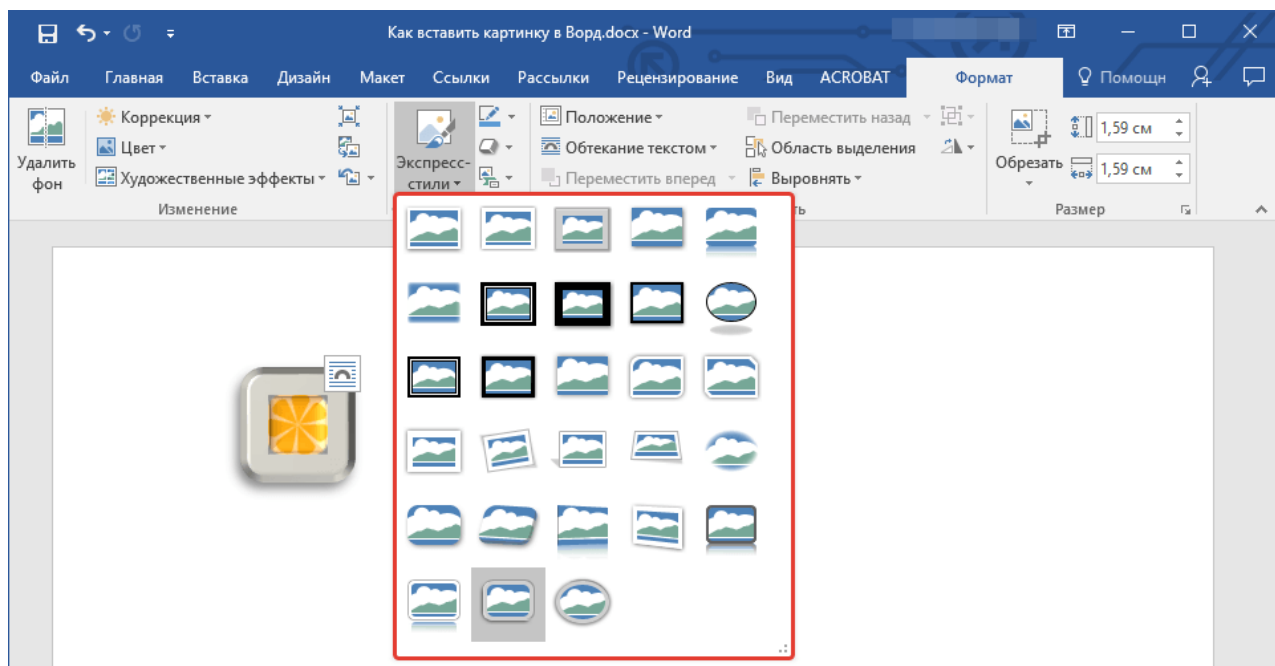 Как вставить картинку в Ворд.docx - Word
Файл Главная Вставка Дизайн Макет Ссылки Рассылки Рецензирование Вид ACROBAT Формат Помощн
Удалить фон
Коррекция
Цвет
Художественные эффекты
Изменение
Экспресс-
стили
Положение
Обтекание текстом
Переместить вперед
Переместить назад
Область выделения
Выровнять
ть
Обрезать
1,59 см
1,59 см
Размер